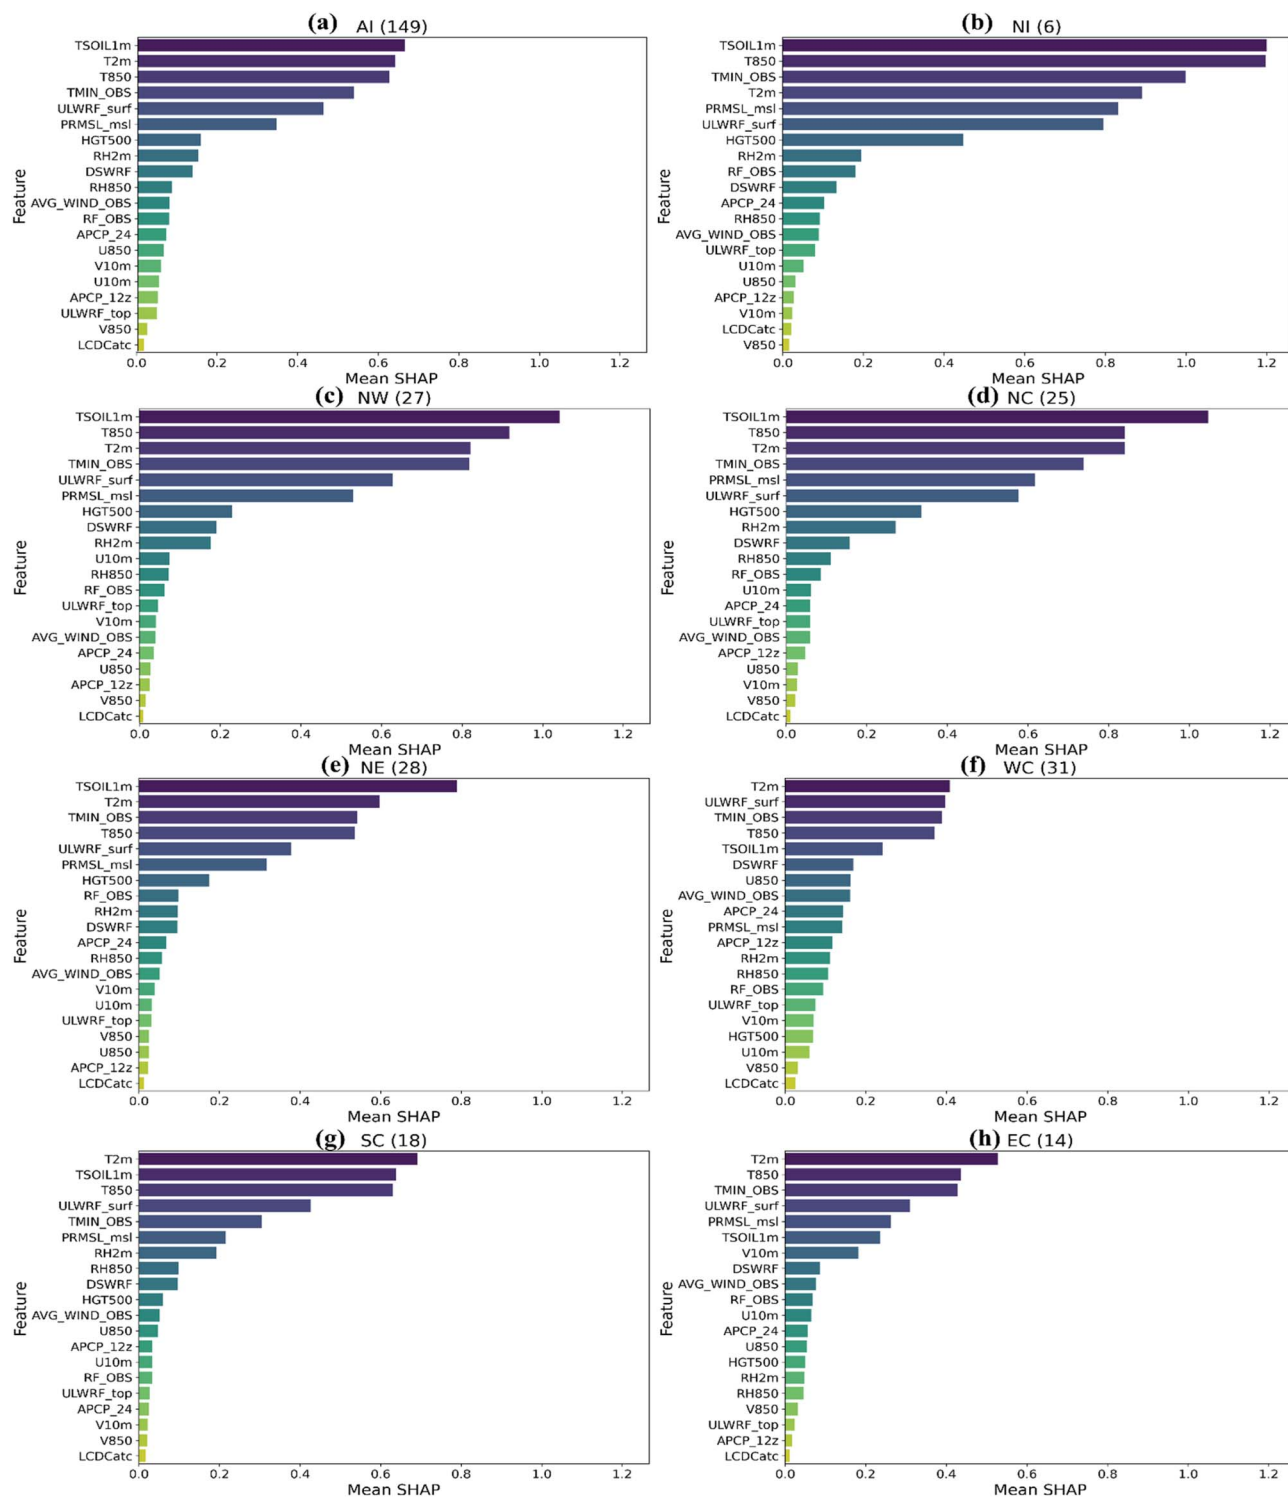 (a) AI (149)
Feature
TSOIL1m
T2m
T850
TMIN_OBS
ULWRF_surf
PRMSL_msl
HGT500
RH2m
DSWRF
RH850
AVG_WIND_OBS
RF_OBS
APCP_24
U850
V10m
U10m
APCP_12z
ULWRF_top
V850
LCDCatc
0.0 0.2 0.4 0.6 0.8 1.0 1.2
Mean SHAP
(b) NI (6)
Feature
TSOIL1m
T850
TMIN_OBS
T2m
PRMSL_msl
ULWRF_surf
HGT500
RH2m
RF_OBS
DSWRF
APCP_24
RH850
AVG_WIND_OBS
ULWRF_top
U10m
U850
APCP_12z
V10m
LCDCatc
V850
0.0 0.2 0.4 0.6 0.8 1.0 1.2
Mean SHAP
(c) NW (27)
Feature
TSOIL1m
T850
T2m
TMIN_OBS
ULWRF_surf
PRMSL_msl
HGT500
DSWRF
RH2m
U10m
RH850
RF_OBS
ULWRF_top
V10m
AVG_WIND_OBS
APCP_24
U850
APCP_12z
V850
LCDCatc
0.0 0.2 0.4 0.6 0.8 1.0 1.2
Mean SHAP
(d) NC (25)
Feature
TSOIL1m
T850
T2m
TMIN_OBS
PRMSL_msl
ULWRF_surf
HGT500
RH2m
DSWRF
RH850
RF_OBS
U10m
APCP_24
ULWRF_top
AVG_WIND_OBS
APCP_12z
U850
V10m
V850
LCDCatc
0.0 0.2 0.4 0.6 0.8 1.0 1.2
Mean SHAP
(e) NE (28)
Feature
TSOIL1m
T2m
TMIN_OBS
T850
ULWRF_surf
PRMSL_msl
HGT500
RF_OBS
RH2m
DSWRF
APCP_24
RH850
AVG_WIND_OBS
V10m
U10m
ULWRF_top
V850
U850
APCP_12z
LCDCatc
0.0 0.2 0.4 0.6 0.8 1.0 1.2
Mean SHAP
(f) WC (31)
Feature
T2m
ULWRF_surf
TMIN_OBS
T850
TSOIL1m
DSWRF
U850
AVG_WIND_OBS
APCP_24
PRMSL_msl
APCP_12z
RH2m
RH850
RF_OBS
ULWRF_top
V10m
HGT500
U10m
V850
LCDCatc
0.0 0.2 0.4 0.6 0.8 1.0 1.2
Mean SHAP
(g) SC (18)
Feature
T2m
TSOIL1m
T850
ULWRF_surf
TMIN_OBS
PRMSL_msl
RH2m
RH850
DSWRF
HGT500
AVG_WIND_OBS
U850
APCP_12z
U10m
RF_OBS
ULWRF_top
APCP_24
V10m
V850
LCDCatc
0.0 0.2 0.4 0.6 0.8 1.0 1.2
Mean SHAP
(h) EC (14)
Feature
T2m
T850
TMIN_OBS
ULWRF_surf
PRMSL_msl
TSOIL1m
V10m
DSWRF
AVG_WIND_OBS
RF_OBS
U10m
APCP_24
U850
HGT500
RH2m
RH850
V850
ULWRF_top
APCP_12z
LCDCatc
0.0 0.2 0.4 0.6 0.8 1.0 1.2
Mean SHAP